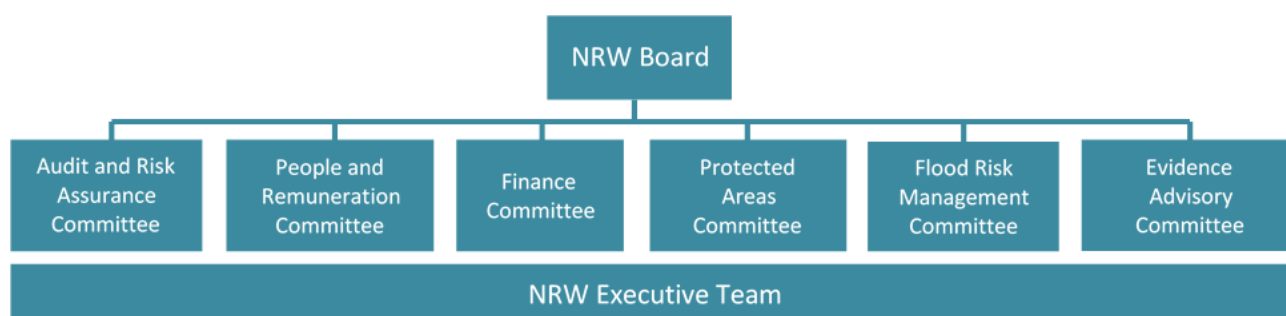 NRW Board
Audit and Risk
Assurance
Committee
People and
Remuneration
Committee
Finance
Committee
Protected
Areas
Committee
Flood Risk
Management
Committee
Evidence
Advisory
Committee
NRW Executive Team